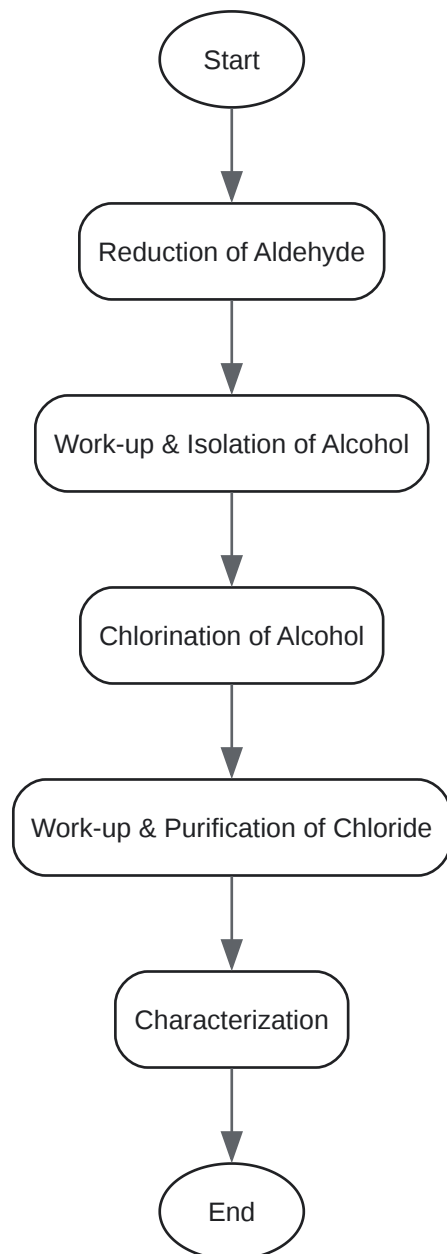 Start
Reduction of Aldehyde
Work-up & Isolation of Alcohol
Chlorination of Alcohol
Work-up & Purification of Chloride
Characterization
End